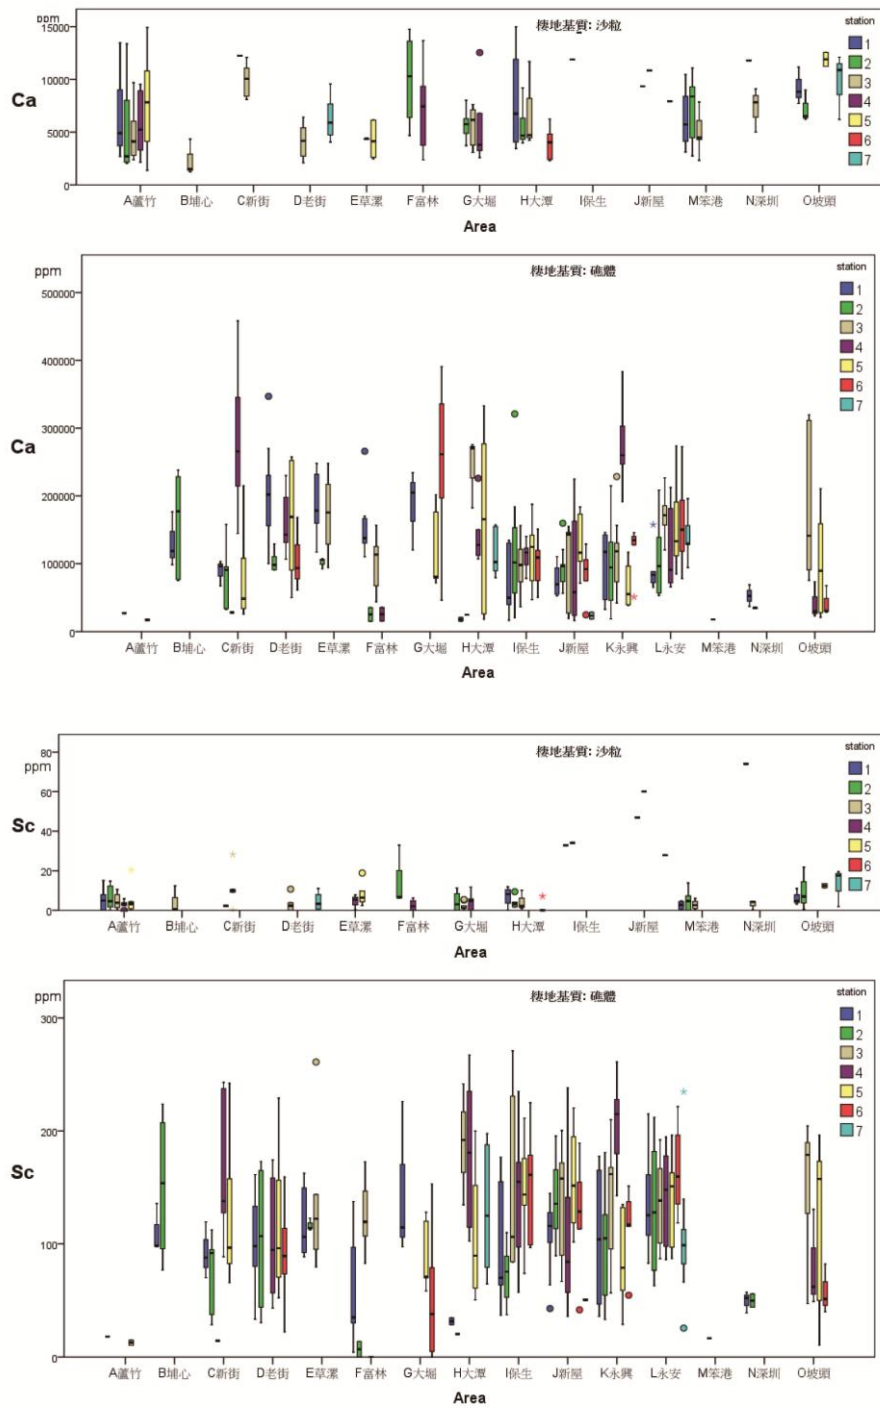 ppm
棲地基質: 沙粒
station
15000
10000
5000
0
1
2
3
4
5
6
7
Ca
A蘆竹 B埔心 C新街 D老街 E草漯 F富林 G大堀 H大潭 I保生 J新屋 M笨港 N深圳 O坡頭
Area
ppm
棲地基質: 礁體
station
500000
400000
300000
200000
100000
0
1
2
3
4
5
6
7
Ca
A蘆竹 B埔心 C新街 D老街 E草漯 F富林 G大堀 H大潭 I保生 J新屋 K永興 L永安 M笨港 N深圳 O坡頭
Area
80
ppm
60
40
20
0
棲地基質: 沙粒
station
1
2
3
4
5
6
7
Sc
A蘆竹 B埔心 C新街 D老街 E草漯 F富林 G大堀 H大潭 I保生 J新屋 M笨港 N深圳 O坡頭
Area
ppm
棲地基質: 礁體
station
300
200
100
0
1
2
3
4
5
6
7
Sc
A蘆竹 B埔心 C新街 D老街 E草漯 F富林 G大堀 H大潭 I保生 J新屋 K永興 L永安 M笨港 N深圳 O坡頭
Area